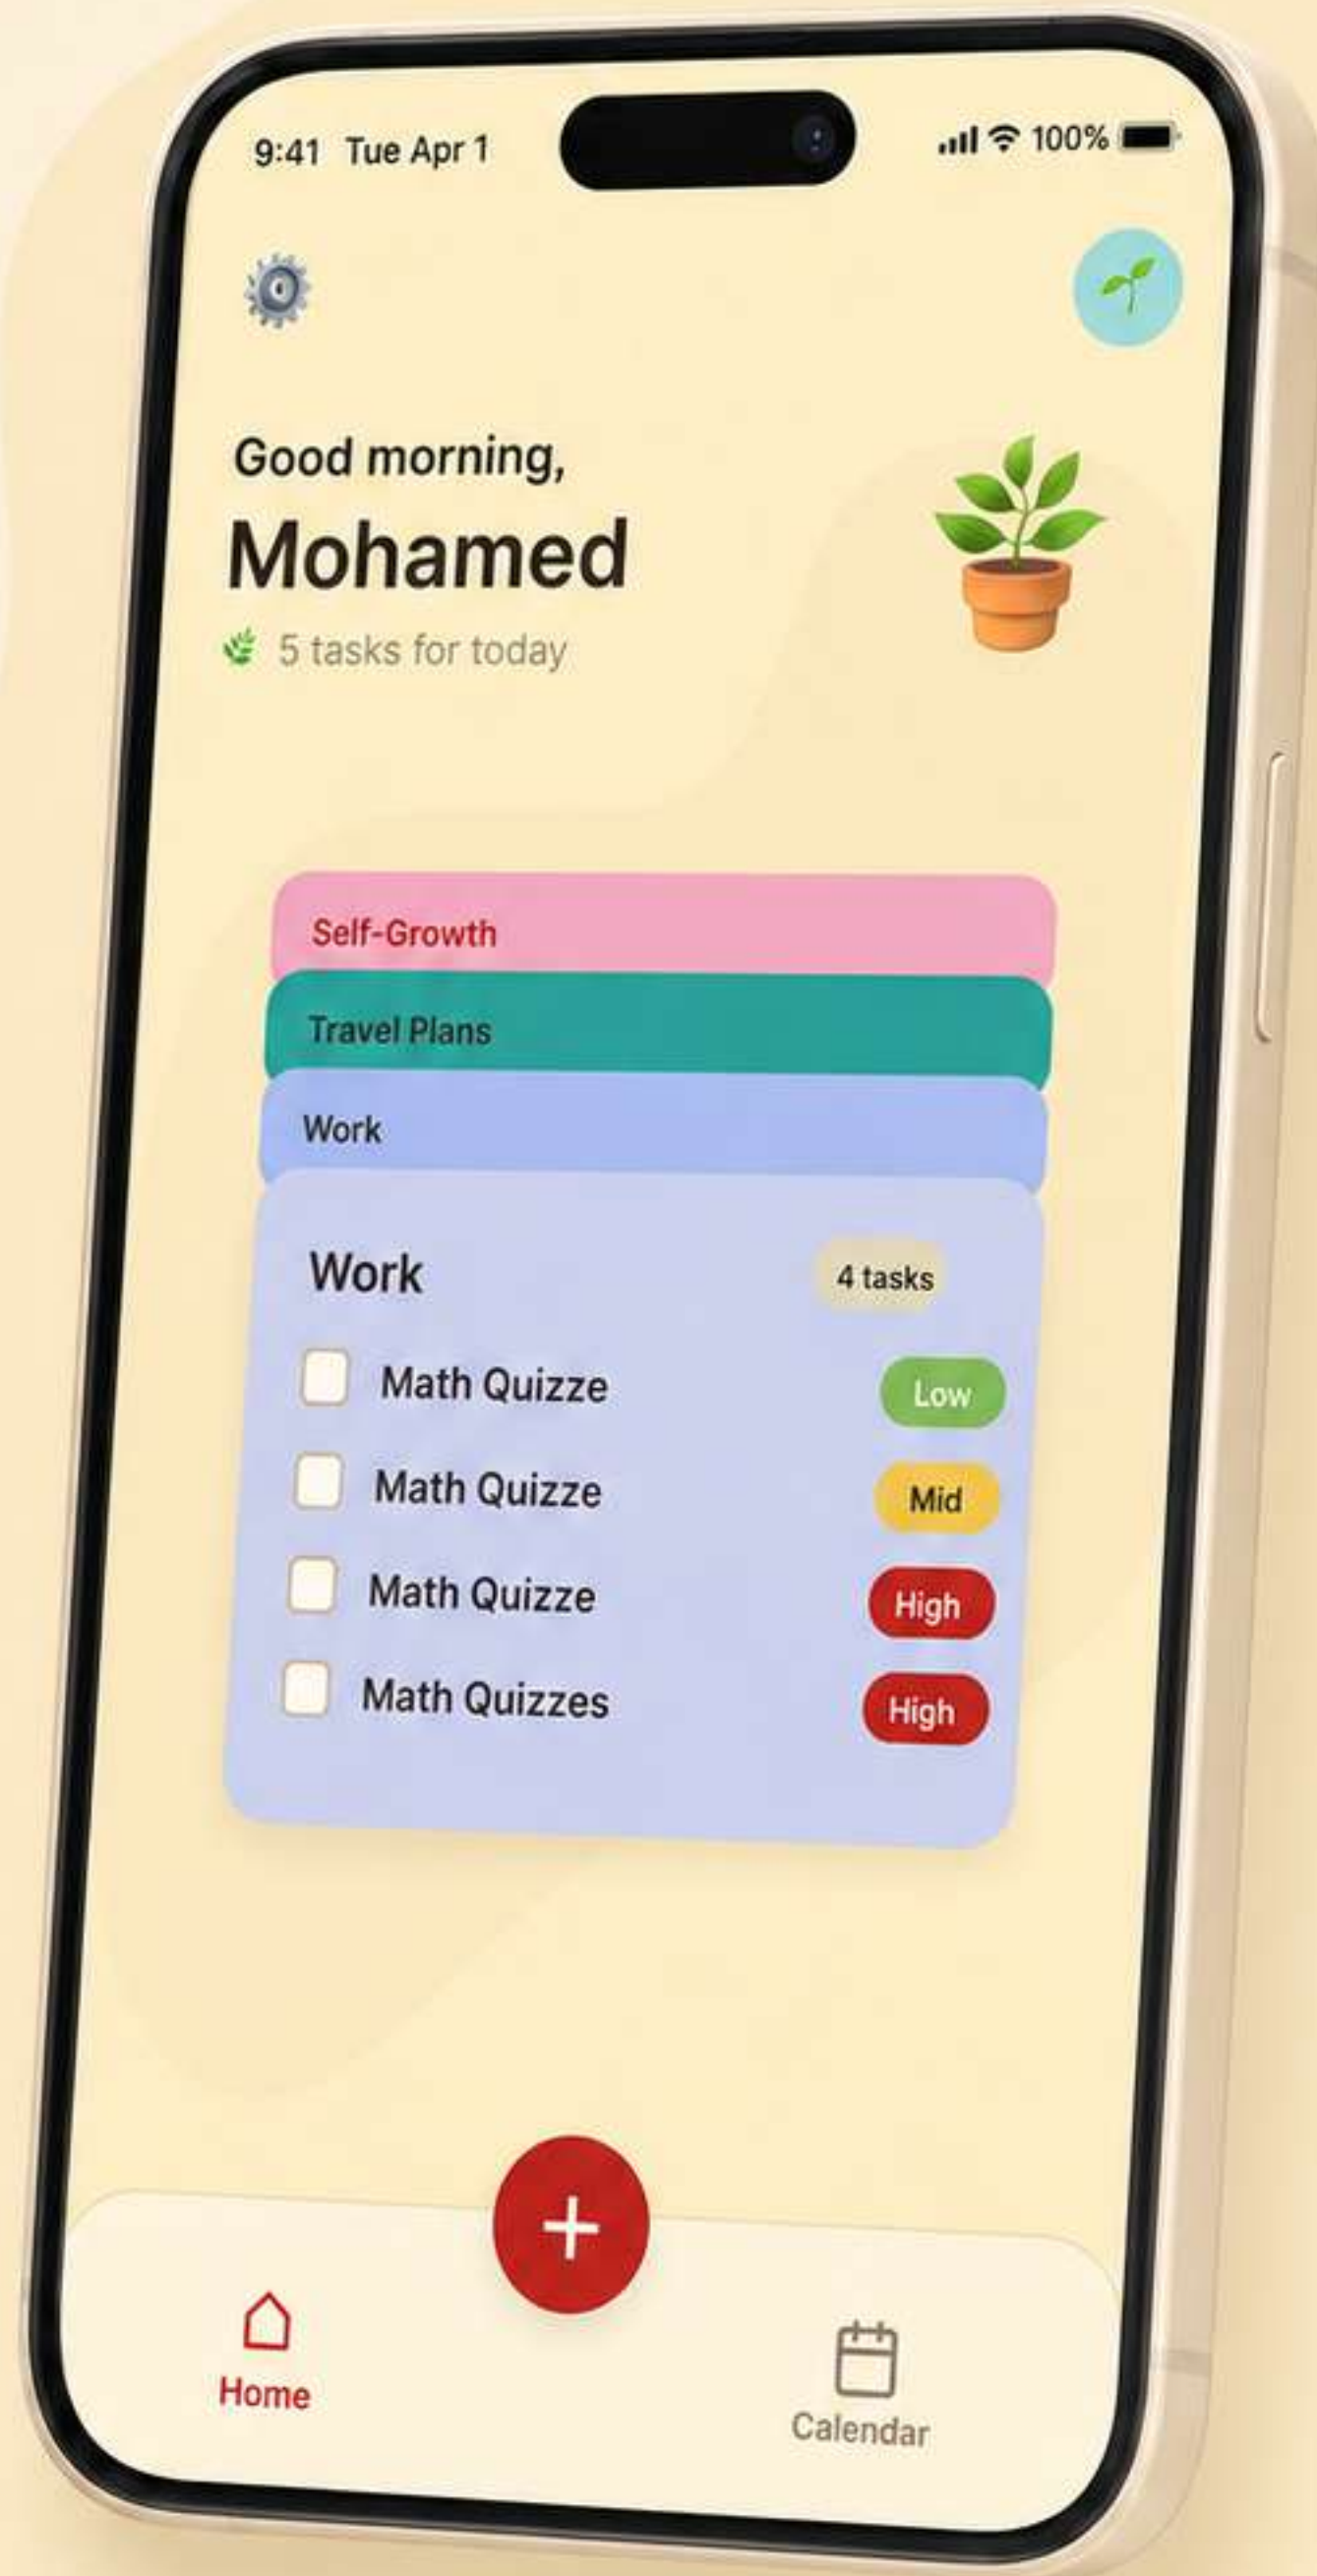 9:41 Tue Apr 1 100%
Good morning,
Mohamed
5 tasks for today
Self-Growth
Travel Plans
Work
Work 4 tasks
Math Quizze Low
Math Quizze Mid
Math Quizze High
Math Quizzes High
+
Home
Calendar